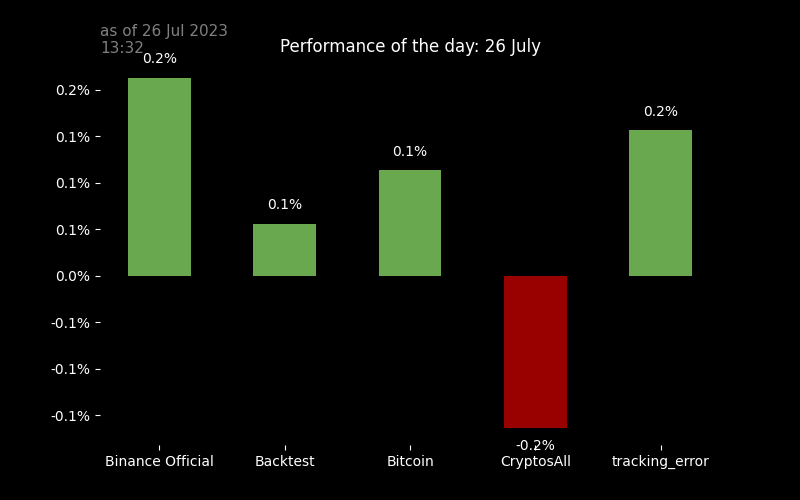 as of 26 Jul 2023
13:32
Performance of the day: 26 July
0.2%
0.1%
0.1%
0.1%
0.0%
-0.1%
-0.1%
-0.1%
0.2%
0.1%
0.1%
-0.2%
0.2%
Binance Official
Backtest
Bitcoin
CryptosAll
tracking_error